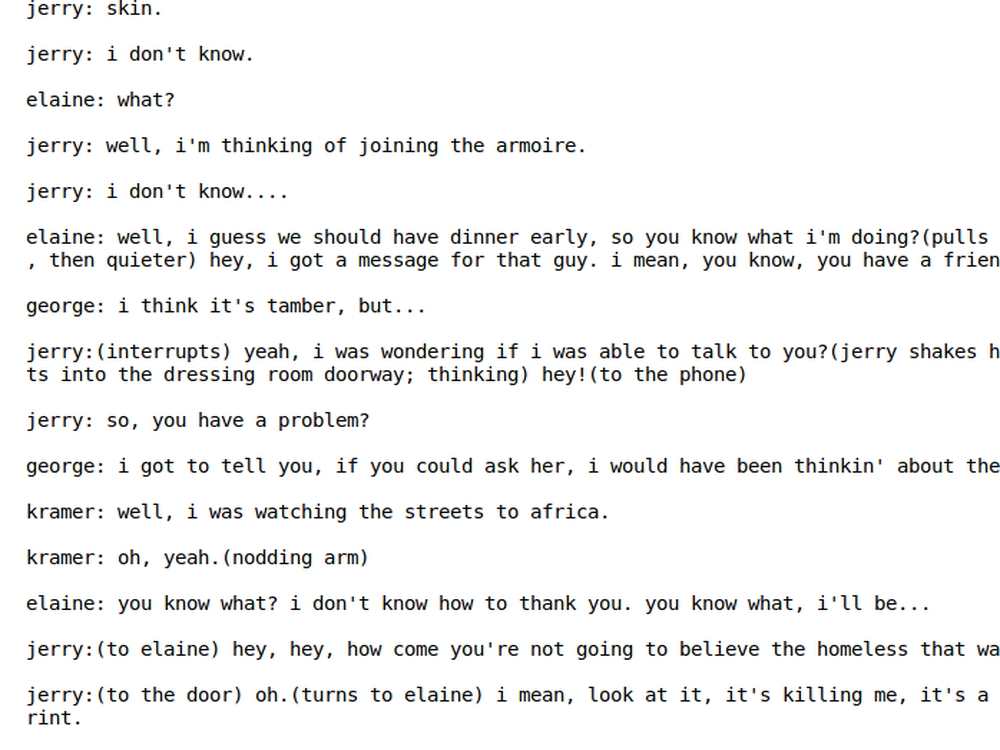 jerry: skin.
jerry: i don't know.
elaine: what?
jerry: well, i'm thinking of joining the armoire.
jerry: i don't know....
elaine: well, i guess we should have dinner early, so you know what i'm doing?(pulls
, then quieter) hey, i got a message for that guy. i mean, you know, you have a frien
george: i think it's tamber, but...
jerry:(interrupts) yeah, i was wondering if i was able to talk to you?(jerry shakes h
ts into the dressing room doorway; thinking) hey!(to the phone)
jerry: so, you have a problem?
george: i got to tell you, if you could ask her, i would have been thinkin' about the
kramer: well, i was watching the streets to africa.
kramer: oh, yeah.(nodding arm)
elaine: you know what? i don't know how to thank you. you know what, i'll be...
jerry:(to elaine) hey, hey, how come you're not going to believe the homeless that wa
jerry:(to the door) oh.(turns to elaine) i mean, look at it, it's killing me, it's a
rint.